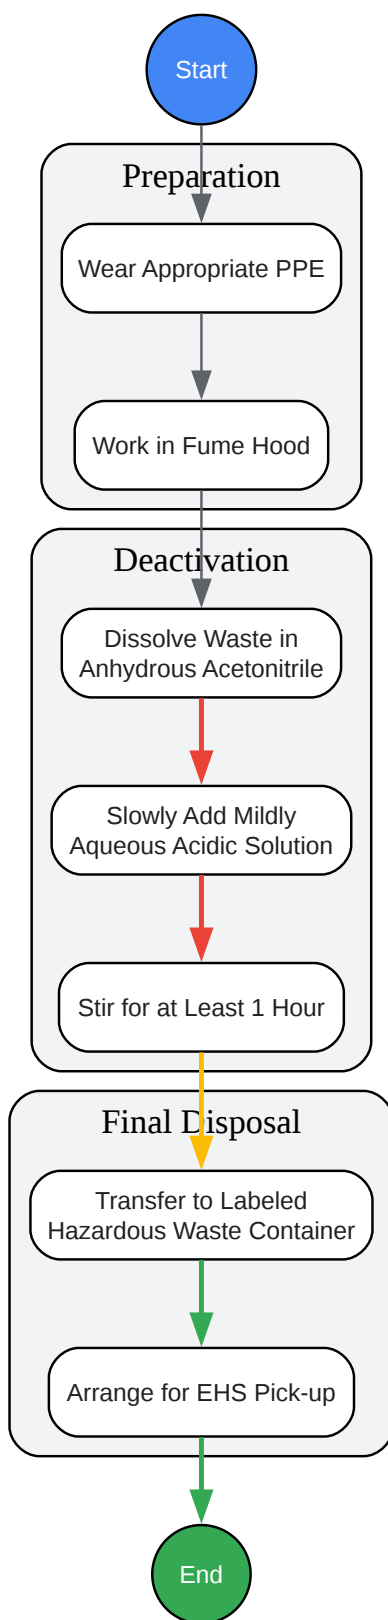 Start
Preparation
Wear Appropriate PPE
Work in Fume Hood
Deactivation
Dissolve Waste in
Anhydrous Acetonitrile
Slowly Add Mildly
Aqueous Acidic Solution
Stir for at Least 1 Hour
Final Disposal
Transfer to Labeled
Hazardous Waste Container
Arrange for EHS Pick-up
End